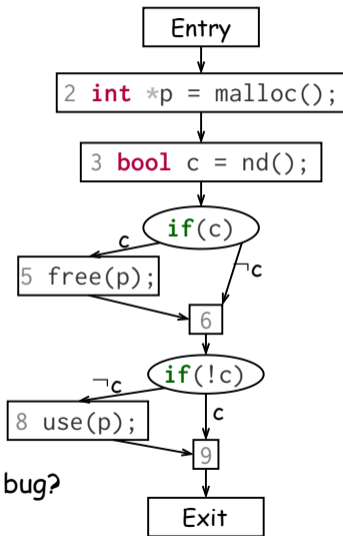 Entry
2 int *p = malloc();
3 bool c = nd();
if(c)
c
¬c
5 free(p);
6
if(!c)
¬c
c
8 use(p);
9
bug?
Exit